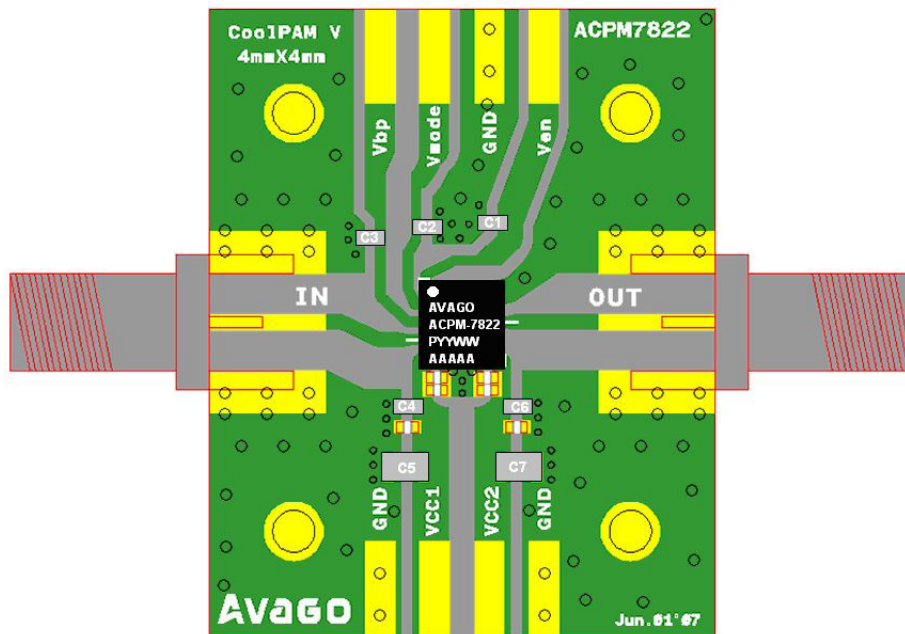 CoolPAM V
4mmX4mm
ACPM7822
Vbp
Vmode
GND
Ven
C3
C2
C1
IN
OUT
AVAGO
ACPM-7822
PYYWW
AAAAA
C4
C6
C5
C7
GND
VCC1
VCC2
GND
AVAGO
Jun.01'07